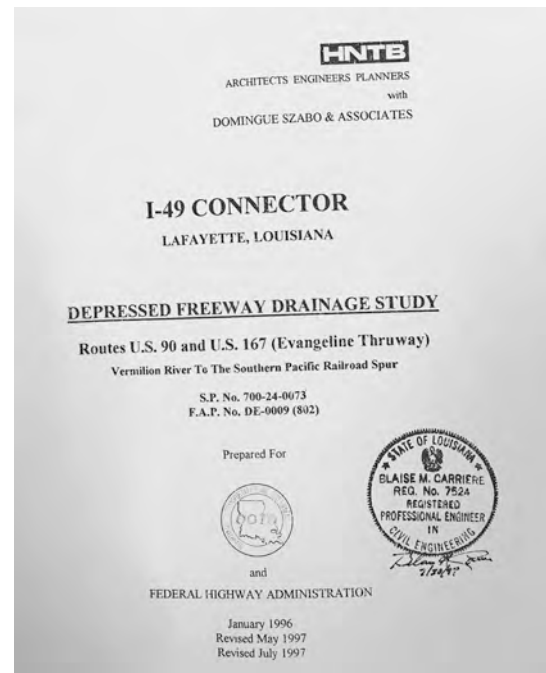 HNTB
ARCHITECTS ENGINEERS PLANNERS
with
DOMINGUE SZABO & ASSOCIATES
I-49 CONNECTOR
LAFAYETTE, LOUISIANA
DEPRESSED FREEWAY DRAINAGE STUDY
Routes U.S. 90 and U.S. 167 (Evangeline Thruway)
Vermilion River To The Southern Pacific Railroad Spur
S.P. No. 700-24-0073
F.A.P. No. DE-0009 (802)
Prepared For
STATE OF LOUISIANA
BLAISE M. CARRIERE
REG. No. 7524
REGISTERED
PROFESSIONAL ENGINEER
IN
CIVIL ENGINEERING
and
FEDERAL HIGHWAY ADMINISTRATION
January 1996
Revised May 1997
Revised July 1997